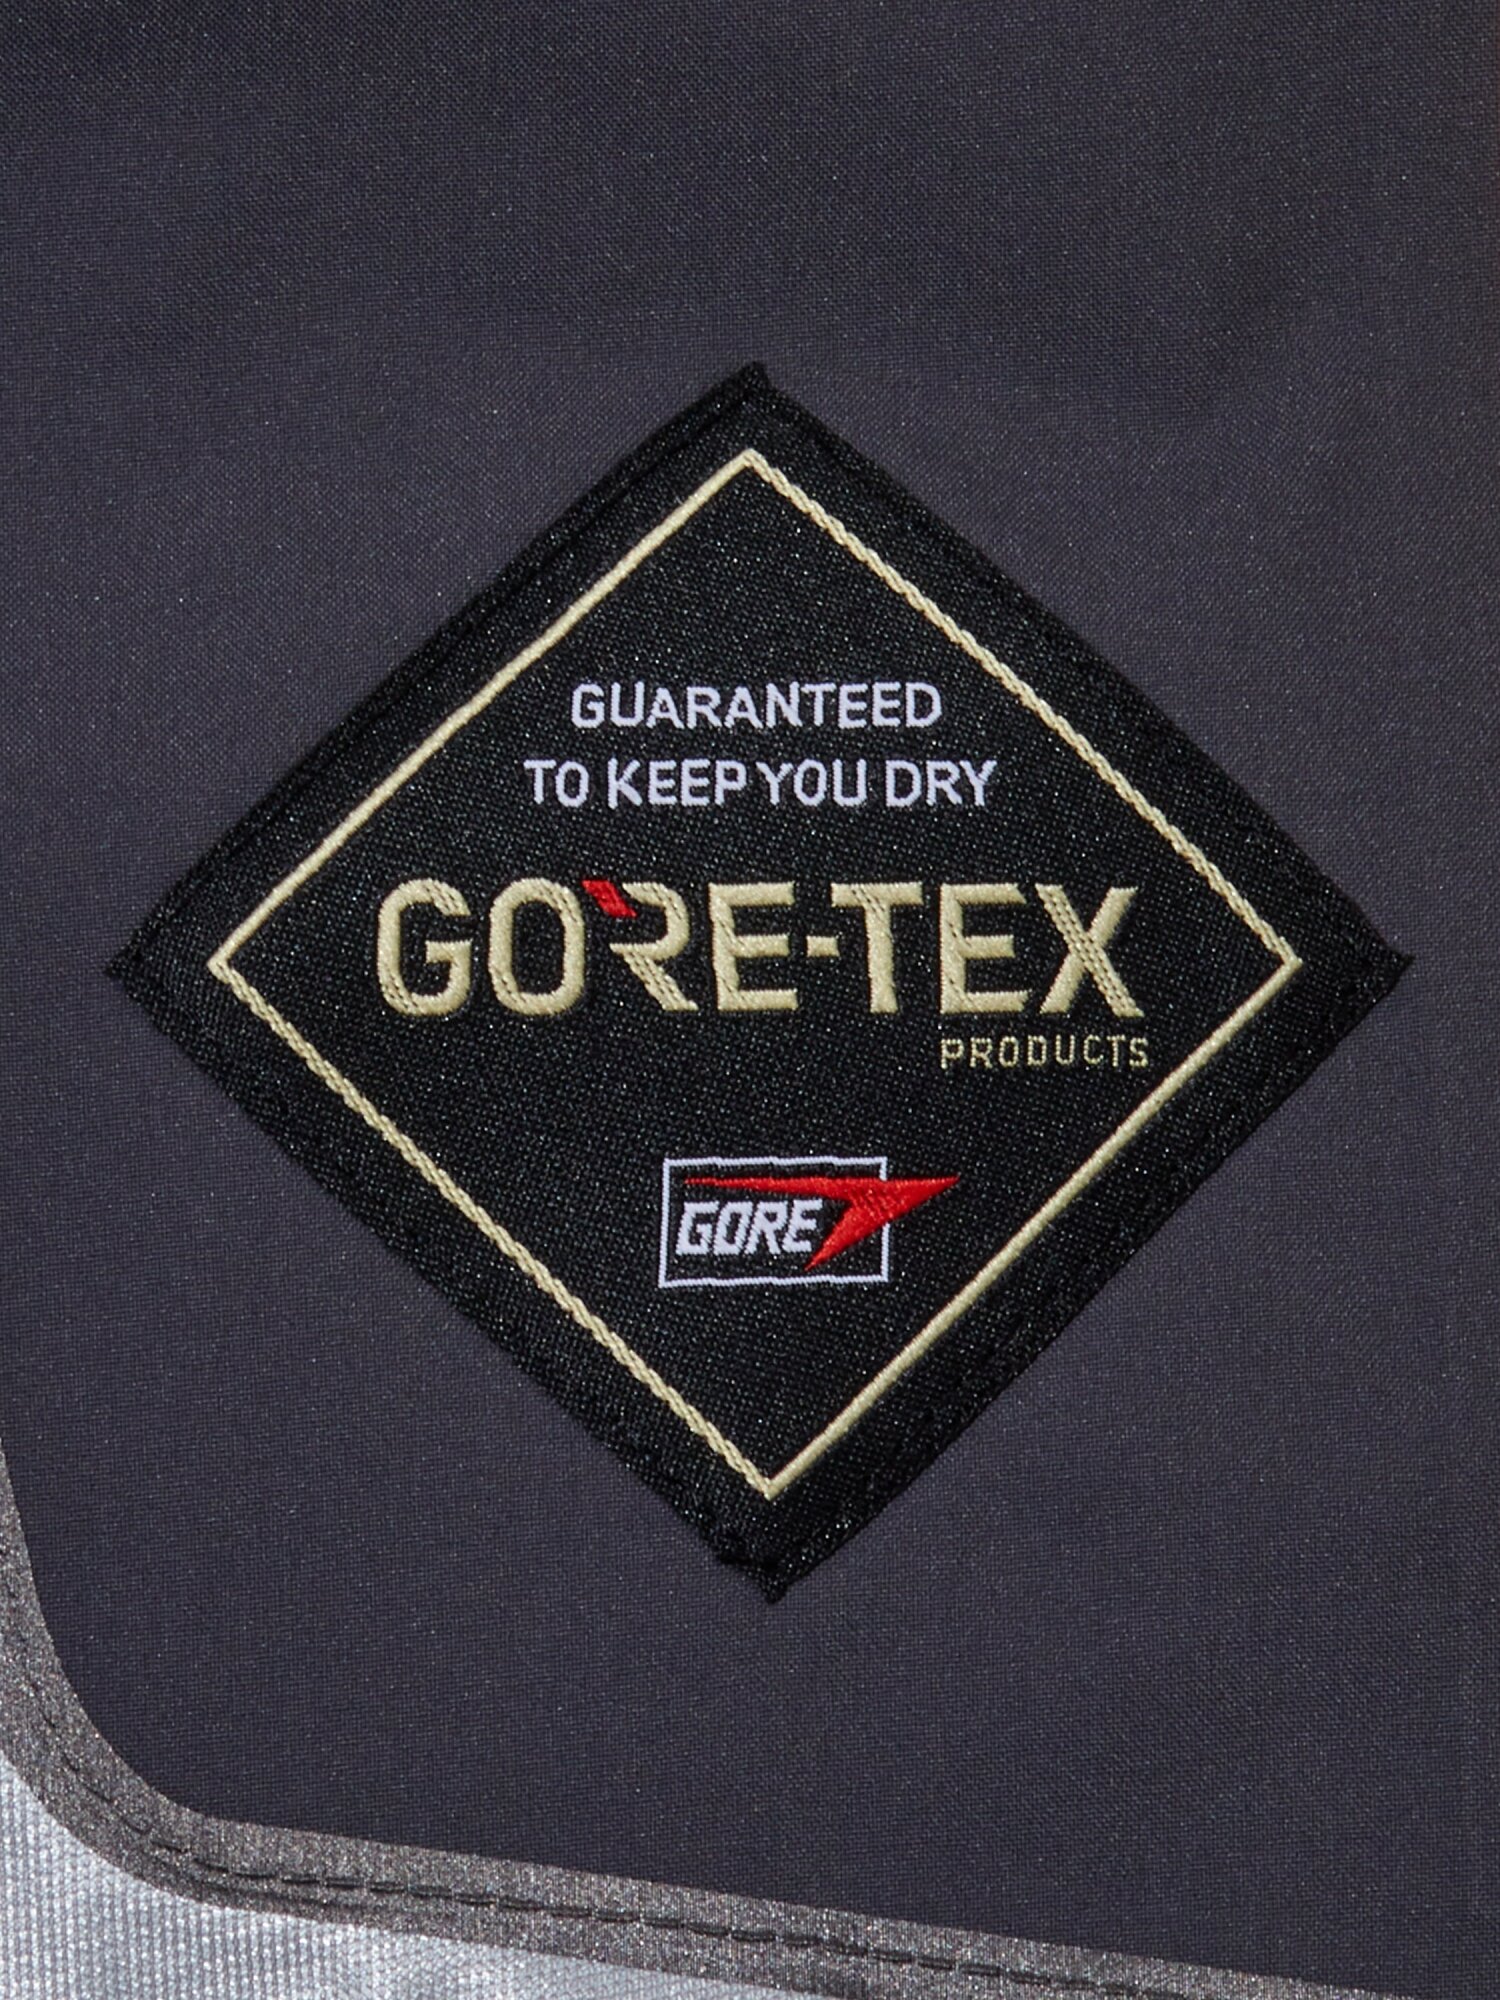 GUARANTEED
TO KEEP YOU DRY
GORE-TEX
PRODUCTS
GORE